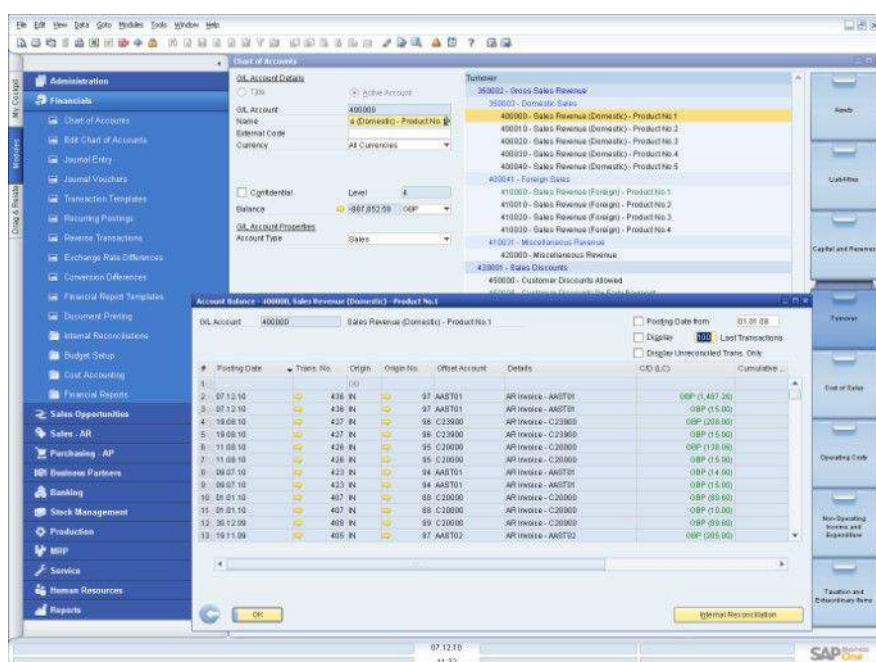 File Edit View Data Goto Modules Tools Window Help
Chart of Accounts
My Cockpit
Modules
Drag & Relate
Administration
Financials
Chart of Accounts
Edit Chart of Accounts
Journal Entry
Journal Vouchers
Transaction Templates
Recurring Postings
Reverse Transactions
Exchange Rate Differences
Conversion Differences
Financial Report Templates
Document Printing
Internal Reconciliations
Budget Setup
Cost Accounting
Financial Reports
Sales Opportunities
Sales - AR
Purchasing - AP
Business Partners
Banking
Stock Management
Production
MRP
Service
Human Resources
Reports
G/L Account Details
Title Active Account
G/L Account 400000
Name (Domestic) - Product No.
External Code
Currency All Currencies
Confidential Level 4
Balance GBP
G/L Account Properties
Account Type Sales
Turnover
350002 - Gross Sales Revenue
350003 - Domestic Sales
400000 - Sales Revenue (Domestic) - Product No.1
400010 - Sales Revenue (Domestic) - Product No.2
400020 - Sales Revenue (Domestic) - Product No.3
400030 - Sales Revenue (Domestic) - Product No.4
400040 - Sales Revenue (Domestic) - Product No.5
400041 - Foreign Sales
410000 - Sales Revenue (Foreign) - Product No.1
410010 - Sales Revenue (Foreign) - Product No.2
410020 - Sales Revenue (Foreign) - Product No.3
410030 - Sales Revenue (Foreign) - Product No.4
410031 - Miscellaneous Revenue
420000 - Miscellaneous Revenue
420001 - Sales Discounts
450000 - Customer Discounts Allowed
Assets
Liabilities
Capital and Reserves
Turnover
Cost of Sales
Operating Costs
Non-Operating Income and Expenditure
Taxation and Extraordinary Items
Account Balance - 400000, Sales Revenue (Domestic) - Product No.1
G/L Account 400000 Sales Revenue (Domestic) - Product No.1
Posting Date from 01.01.08
Display 100 Last Transactions
Display Unreconciled Trans. Only
# Posting Date Trans. No. Origin Origin No. Offset Account Details C/D (LC) Cumulative ...
1
2 07.12.10 436 IN 97 AAST01 AR Invoice - AAST01 GBP (1,487.26)
3 07.12.10 436 IN 97 AAST01 AR Invoice - AAST01 GBP (15.00)
4 19.08.10 427 IN 96 C23900 AR Invoice - C23900 GBP (208.00)
5 19.08.10 427 IN 96 C23900 AR Invoice - C23900 GBP (15.00)
6 11.08.10 426 IN 95 C20000 AR Invoice - C20000 GBP (138.06)
7 11.08.10 426 IN 95 C20000 AR Invoice - C20000 GBP (15.00)
8 09.07.10 423 IN 94 AAST01 AR Invoice - AAST01 GBP (14.00)
9 09.07.10 423 IN 94 AAST01 AR Invoice - AAST01 GBP (15.00)
10 01.01.10 407 IN 88 C20000 AR Invoice - C20000 GBP (80.60)
11 01.01.10 407 IN 88 C20000 AR Invoice - C20000 GBP (10.00)
12 30.12.09 408 IN 89 C20000 AR Invoice - C20000 GBP (80.60)
13 19.11.09 405 IN 87 AAST02 AR Invoice - AAST02 GBP (205.00)
OK
Internal Reconciliation
07.12.10
SAP Business One